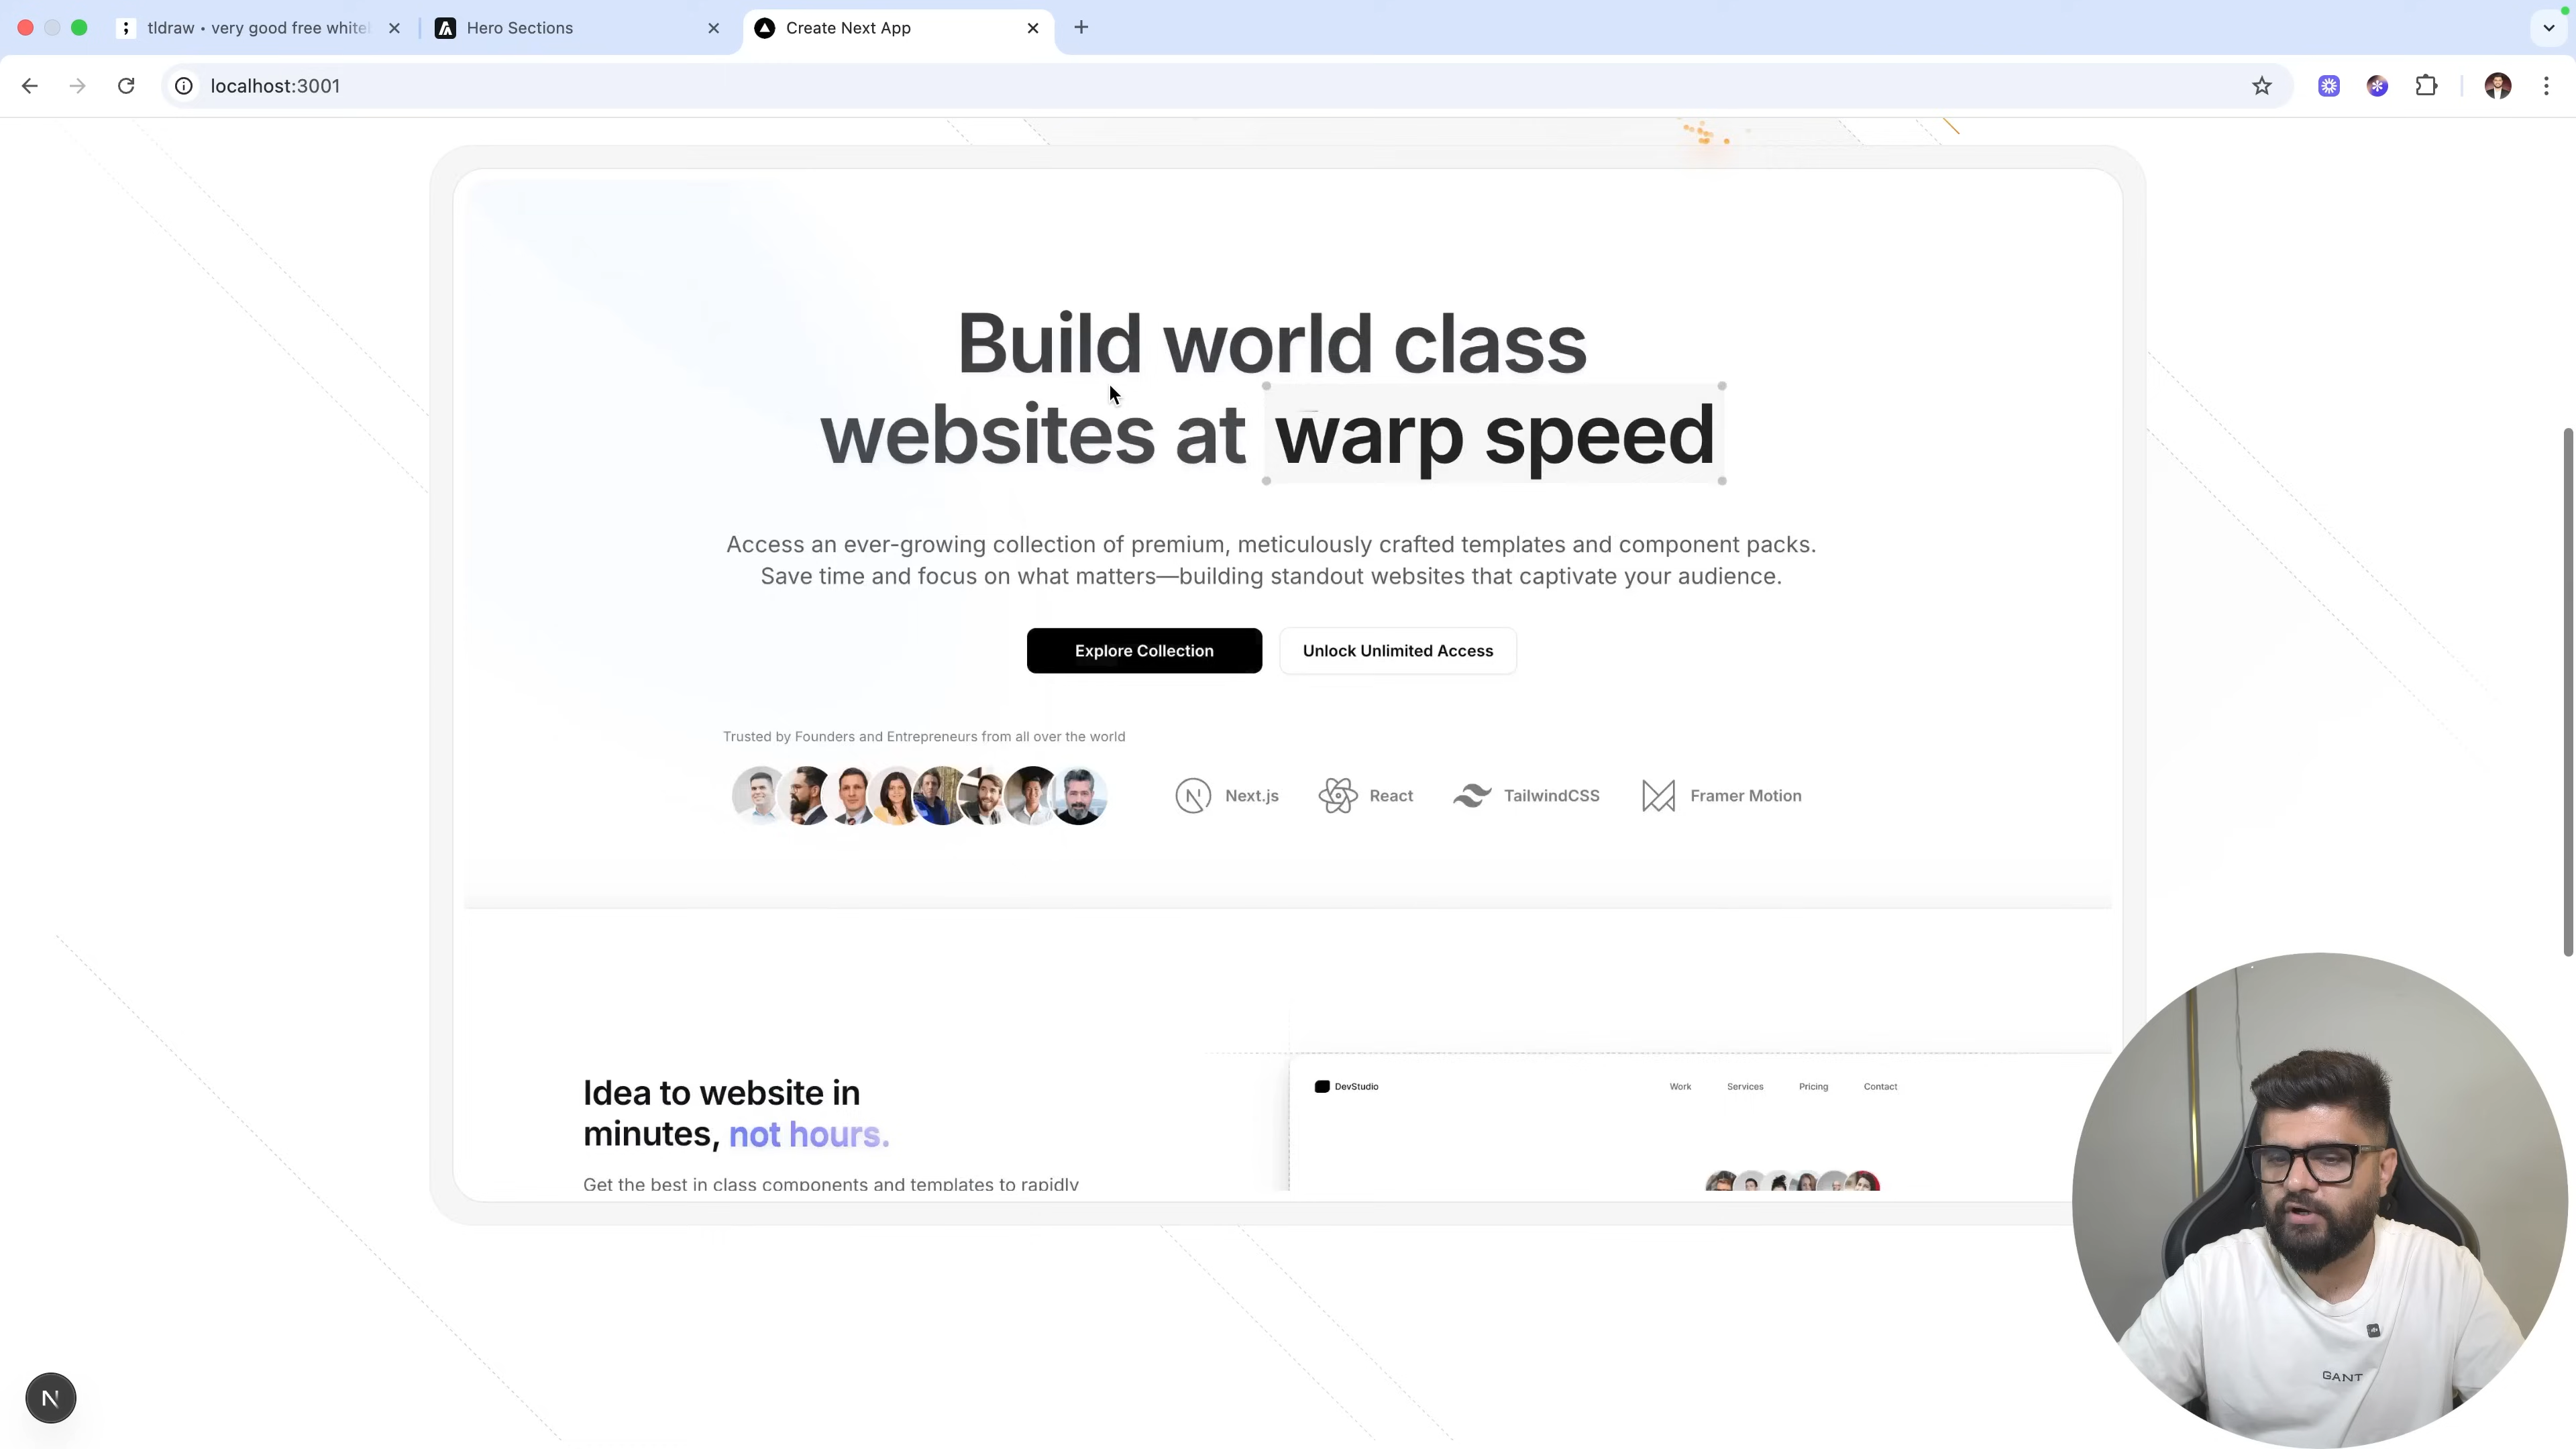 tldraw • very good free white
Hero Sections
Create Next App
localhost:3001
Build world class
websites at warp speed
Access an ever-growing collection of premium, meticulously crafted templates and component packs.
Save time and focus on what matters—building standout websites that captivate your audience.
Explore Collection
Unlock Unlimited Access
Trusted by Founders and Entrepreneurs from all over the world
Next.js
React
TailwindCSS
Framer Motion
DevStudio
Work
Services
Pricing
Contact
Idea to website in
minutes, not hours.
Get the best in class components and templates to rapidly
N
GANT